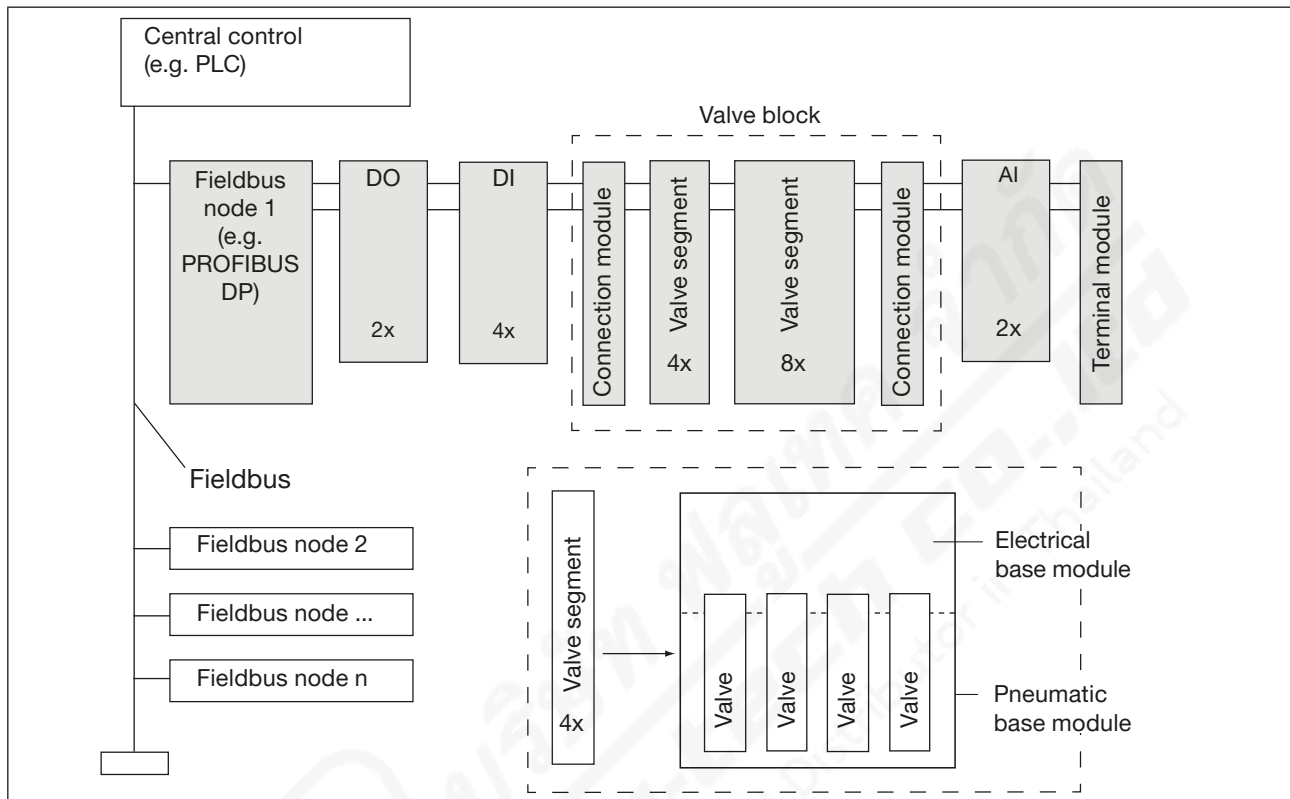 Central control
(e.g. PLC)
Valve block
Fieldbus
node 1
(e.g.
PROFIBUS
DP)
DO
2x
DI
4x
Connection module
Valve segment
4x
Valve segment
8x
Connection module
AI
2x
Terminal module
Fieldbus
Fieldbus node 2
Fieldbus node ...
Fieldbus node n
Valve segment
4x
Valve
Valve
Valve
Valve
Electrical
base module
Pneumatic
base module